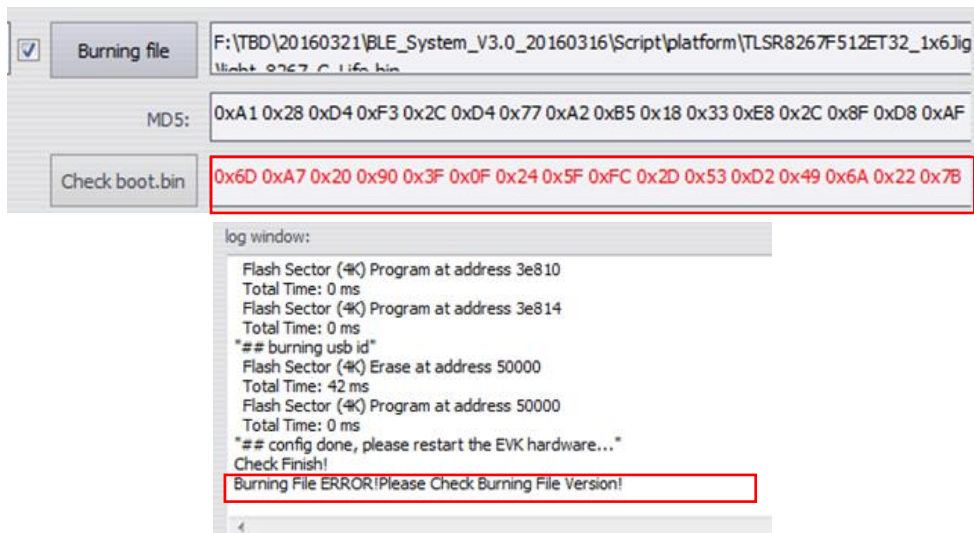 Burning file
F:\TBD\20160321\BLE_System_V3.0_20160316\Script\platform\TLSR8267F512ET32_1x6Jig
\light_8267_C_Life.bin
MD5:
0xA1 0x28 0xD4 0xF3 0x2C 0xD4 0x77 0xA2 0xB5 0x18 0x33 0xE8 0x2C 0x8F 0xD8 0xAF
Check boot.bin
0x6D 0xA7 0x20 0x90 0x3F 0x0F 0x24 0x5F 0xFC 0x2D 0x53 0xD2 0x49 0x6A 0x22 0x7B
log window:
Flash Sector (4K) Program at address 3e810
Total Time: 0 ms
Flash Sector (4K) Program at address 3e814
Total Time: 0 ms
"## burning usb id"
Flash Sector (4K) Erase at address 50000
Total Time: 42 ms
Flash Sector (4K) Program at address 50000
Total Time: 0 ms
"## config done, please restart the EVK hardware..."
Check Finish!
Burning File ERROR!Please Check Burning File Version!